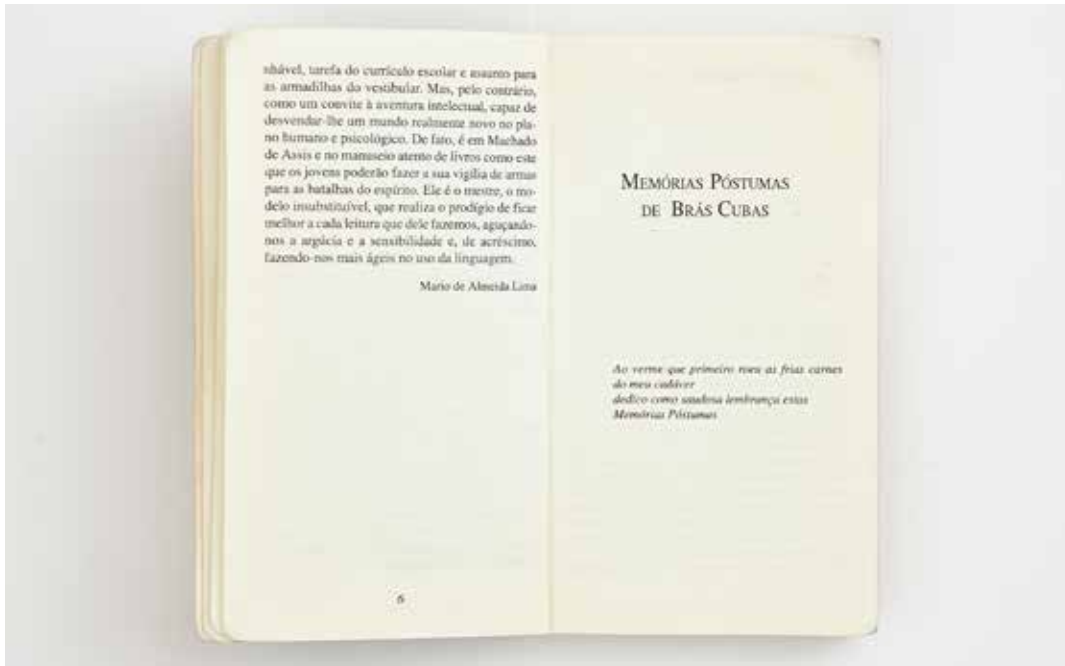 nhável, tarefa do currículo escolar e assunto para
as armadilhas do vestibular. Mas, pelo contrário,
como um convite à aventura intelectual, capaz de
desvendar-lhe um mundo realmente novo no pla-
no humano e psicológico. De fato, é em Machado
de Assis e no manuseio atento de livros como este
que os jovens poderão fazer a sua vigília de armas
para as batalhas do espírito. Ele é o mestre, o mo-
delo insubstituível, que realiza o prodígio de ficar
melhor a cada leitura que dele fazemos, aguçando-
nos a argúcia e a sensibilidade e, de acréscimo,
fazendo-nos mais ágeis no uso da linguagem.
Mario de Almeida Lima
6
MEMÓRIAS PÓSTUMAS
DE BRÁS CUBAS
Ao verme que primeiro roeu as frias carnes
do meu cadáver
dedico como saudosa lembrança estas
Memórias Póstumas